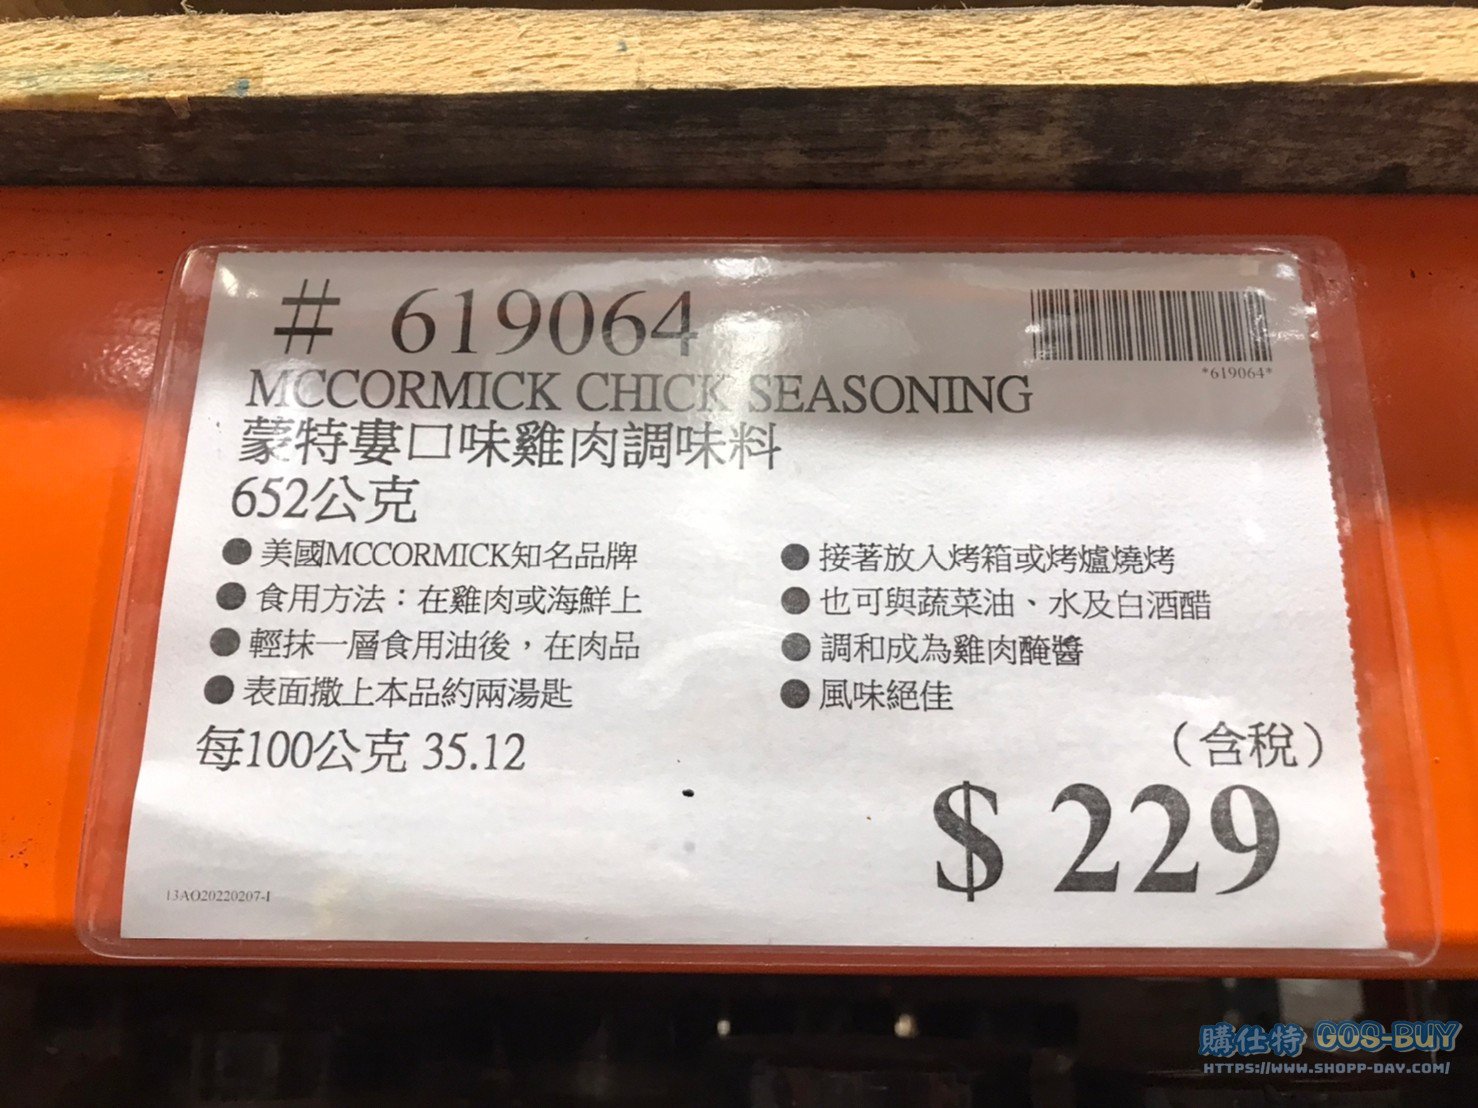 # 619064
*619064*
MCCORMICK CHICK SEASONING
蒙特婁口味雞肉調味料
652公克
●美國MCCORMICK知名品牌
●食用方法：在雞肉或海鮮上
●輕抹一層食用油後，在肉品
●表面撒上本品約兩湯匙
●接著放入烤箱或烤爐燒烤
●也可與蔬菜油、水及白酒醋
●調和成為雞肉醃醬
●風味絕佳
每100公克 35.12
（含稅）
$ 229
13AO20220207-1
購仕特 GOS-BUY
HTTPS://WWW.SHOPP-DAY.COM/